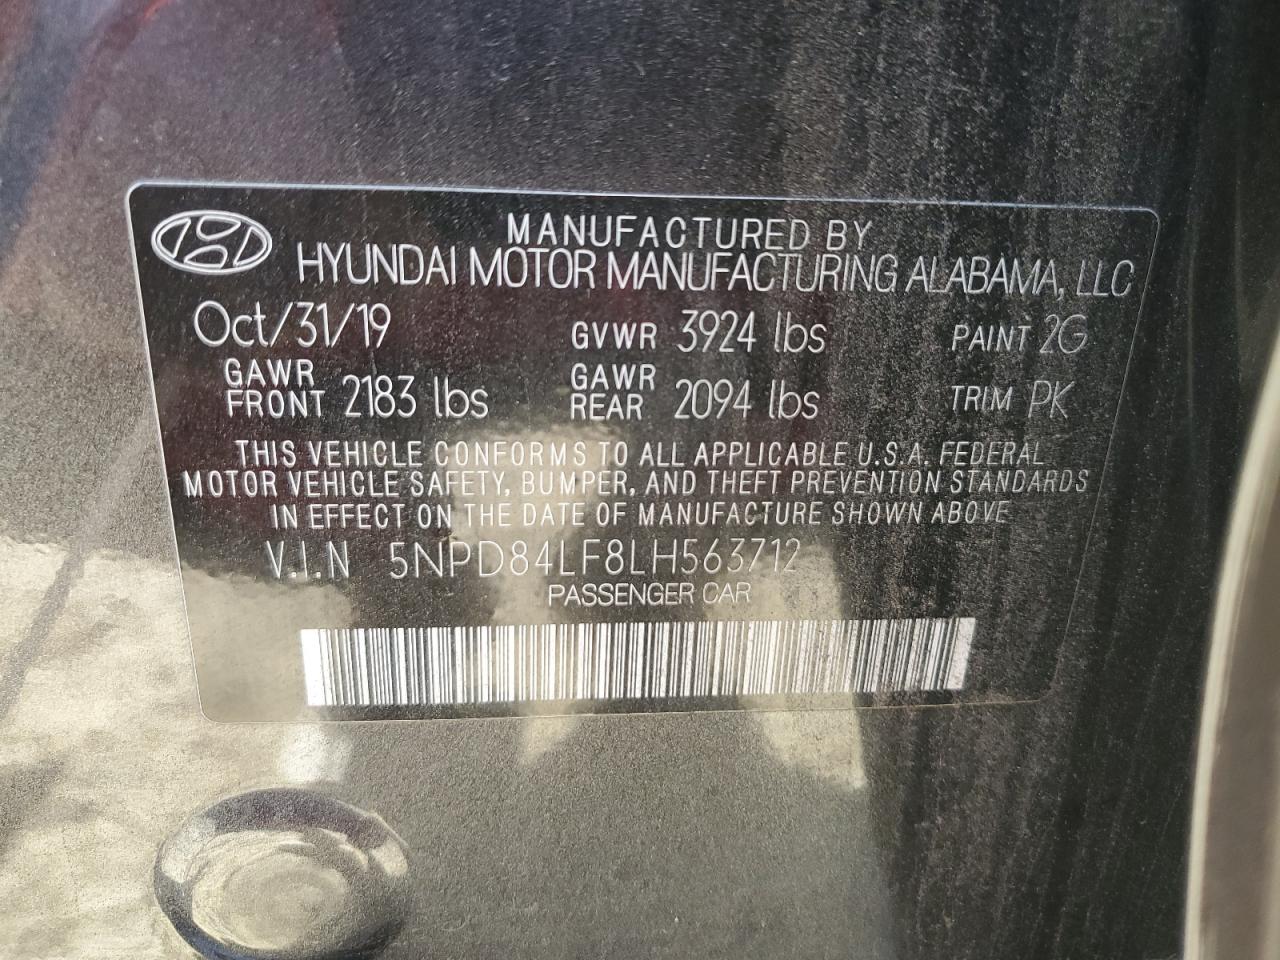 MANUFACTURED BY
HYUNDAI MOTOR MANUFACTURING ALABAMA, LLC
Oct/31/19 GVWR 3924 lbs PAINT 2G
GAWR FRONT 2183 lbs GAWR REAR 2094 lbs TRIM PK
THIS VEHICLE CONFORMS TO ALL APPLICABLE U.S.A. FEDERAL
MOTOR VEHICLE SAFETY, BUMPER, AND THEFT PREVENTION STANDARDS
IN EFFECT ON THE DATE OF MANUFACTURE SHOWN ABOVE
V.I.N 5NPD84LF8LH563712
PASSENGER CAR